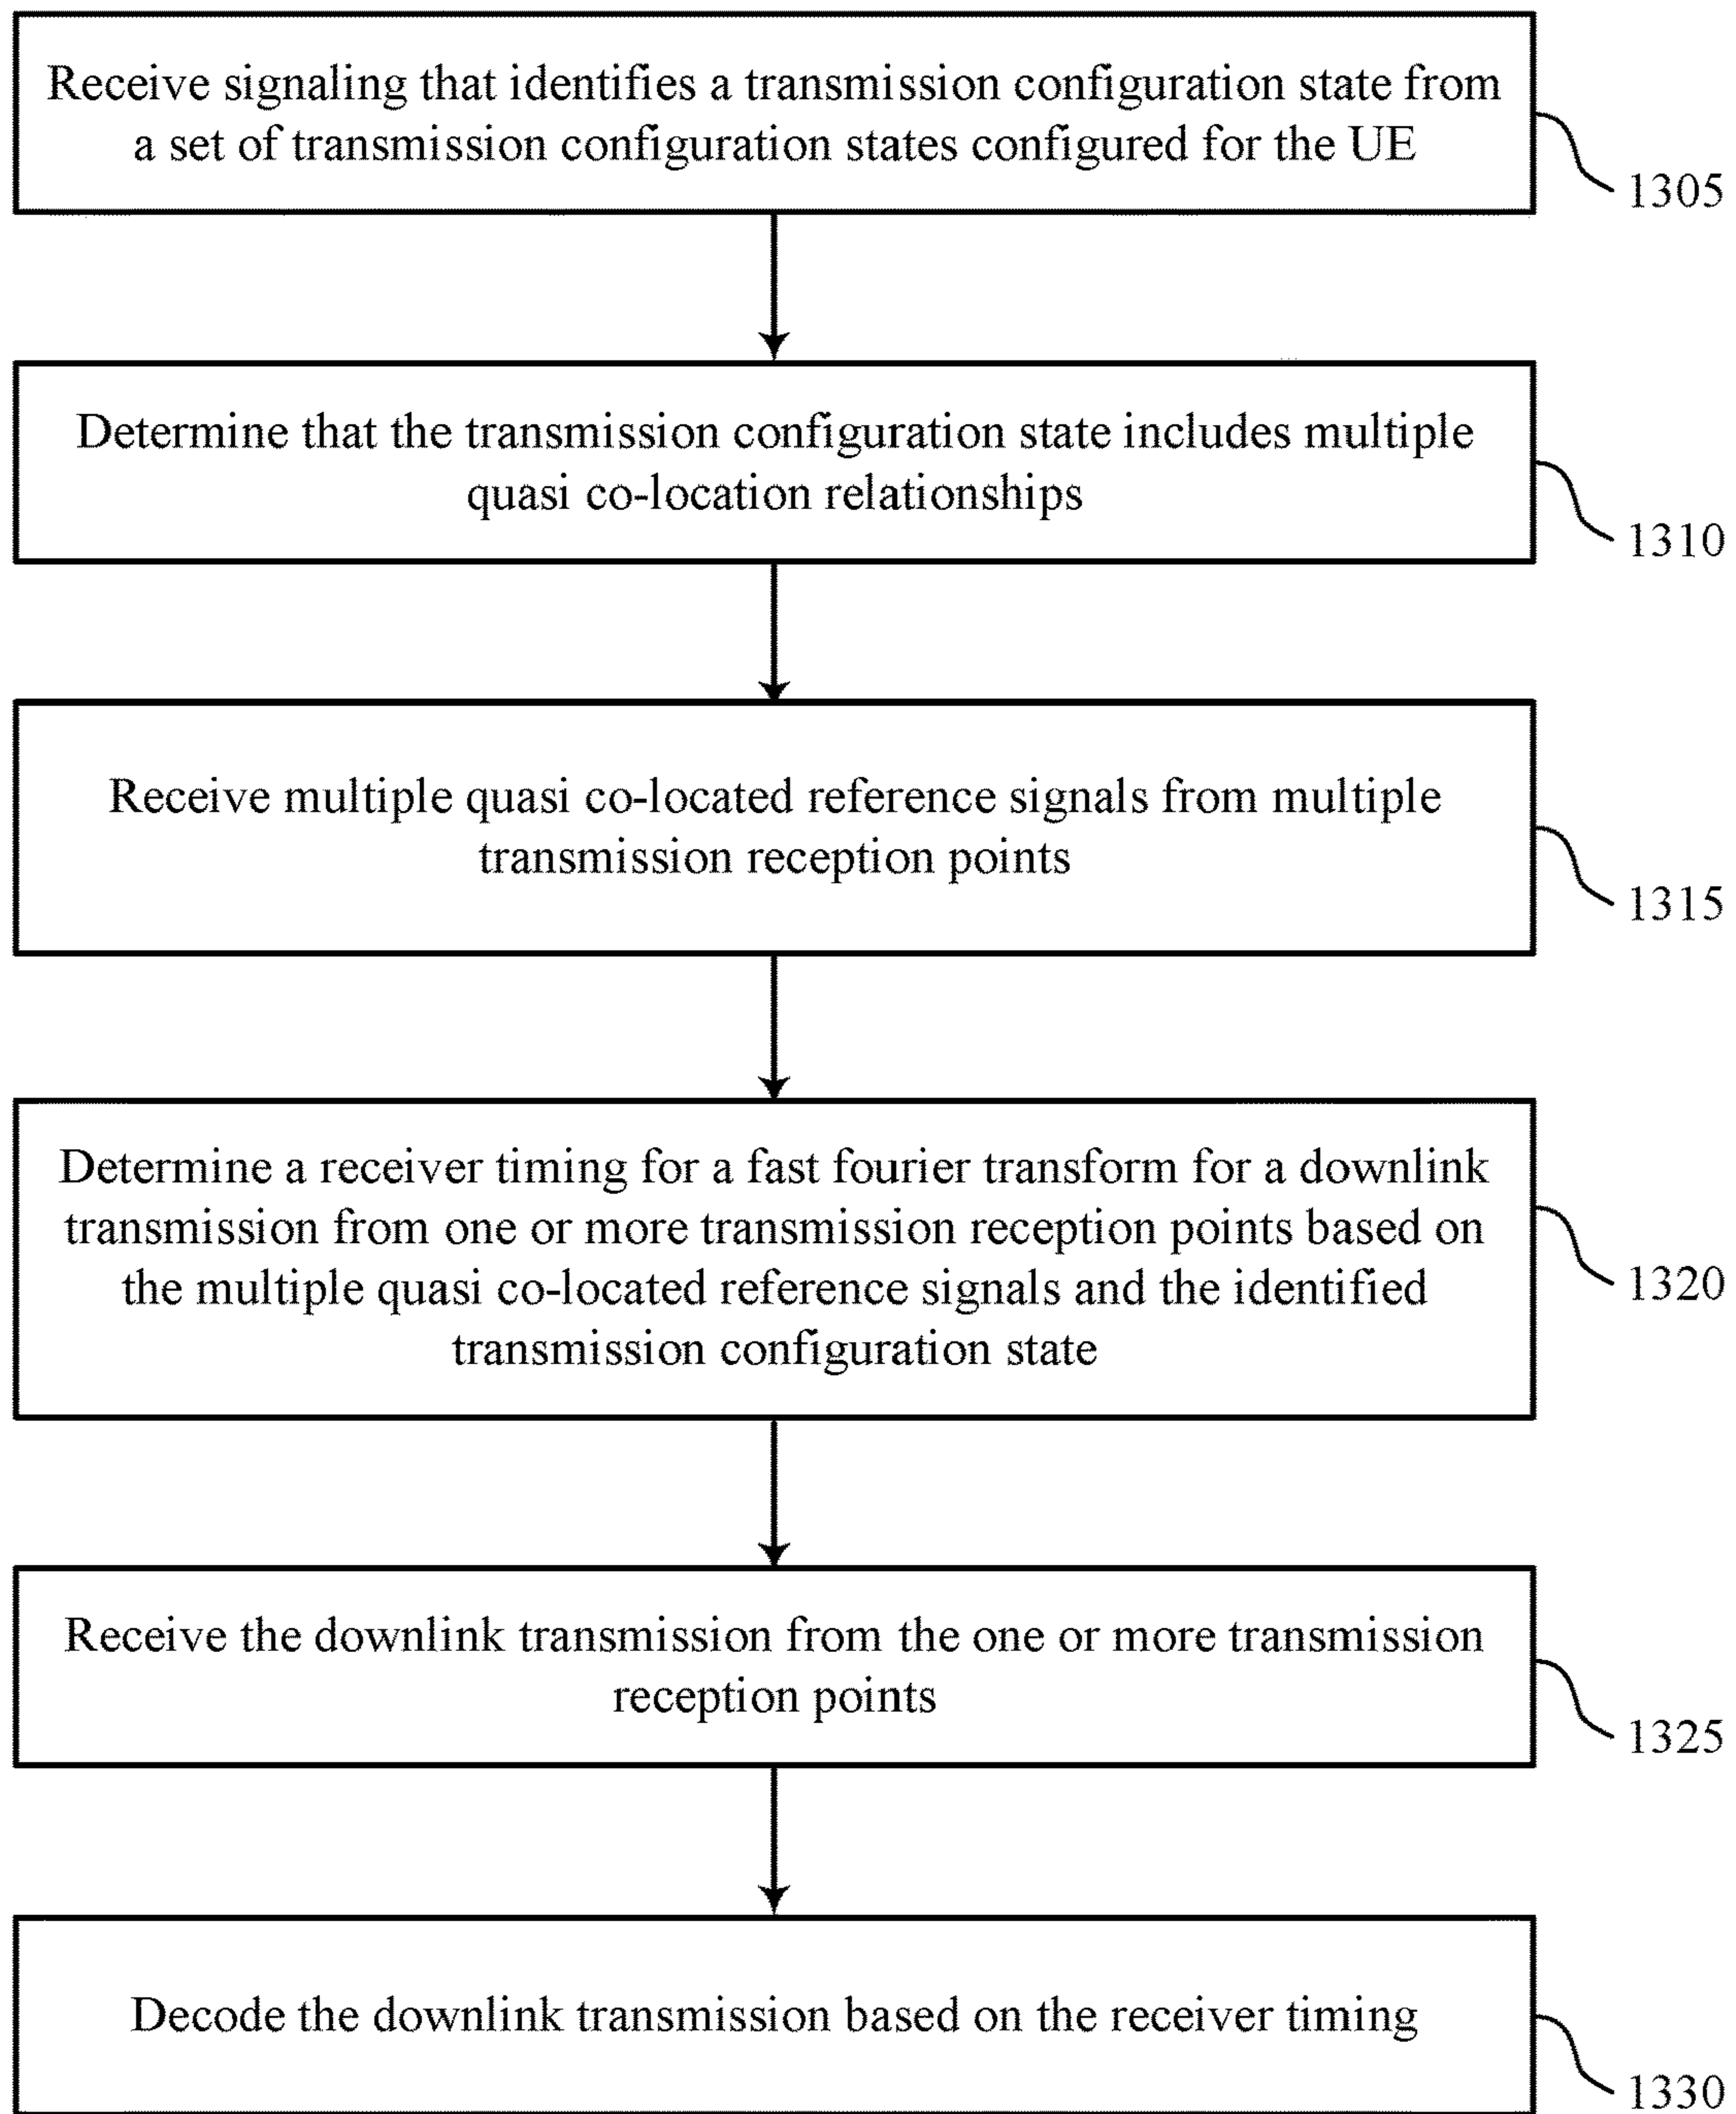 Receive signaling that identifies a transmission configuration state from
a set of transmission configuration states configured for the UE
1305
Determine that the transmission configuration state includes multiple
quasi co-location relationships
1310
Receive multiple quasi co-located reference signals from multiple
transmission reception points
1315
Determine a receiver timing for a fast fourier transform for a downlink
transmission from one or more transmission reception points based on
the multiple quasi co-located reference signals and the identified
transmission configuration state
1320
Receive the downlink transmission from the one or more transmission
reception points
1325
Decode the downlink transmission based on the receiver timing
1330